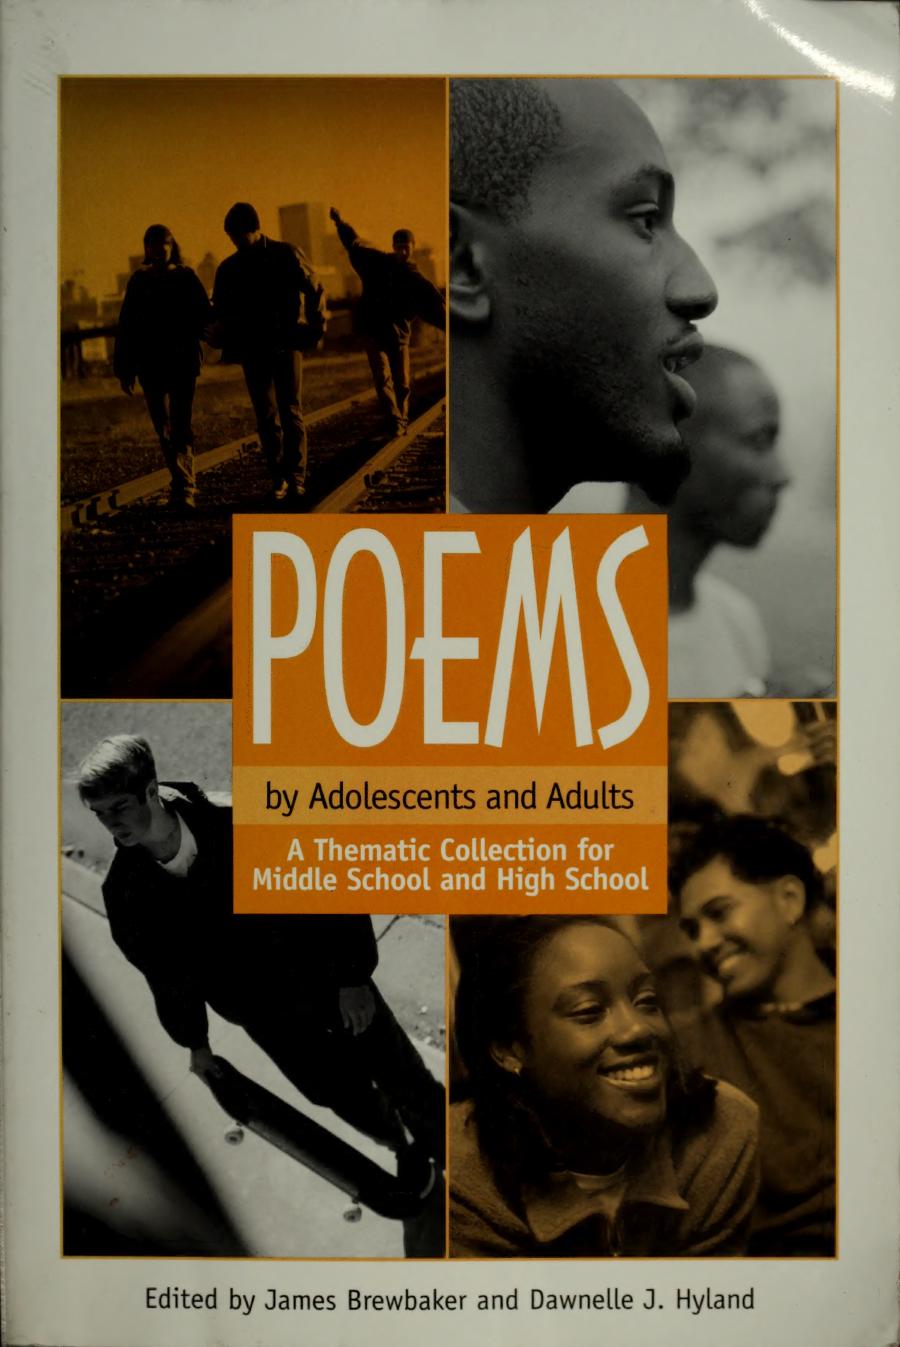 POEMS
by Adolescents and Adults
A Thematic Collection for
Middle School and High School
Edited by James Brewbaker and Dawnelle J. Hyland